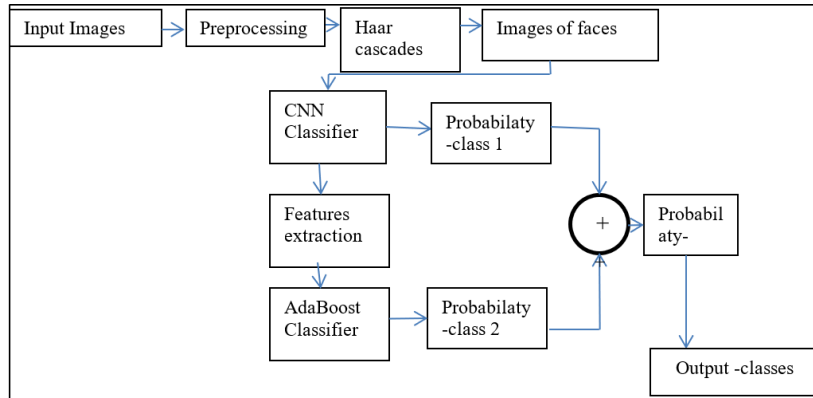 Input Images
Preprocessing
Haar
cascades
Images of faces
CNN
Classifier
Probabilaty
-class 1
Features
extraction
+
Probabil
aty-
AdaBoost
Classifier
Probabilaty
-class 2
Output -classes